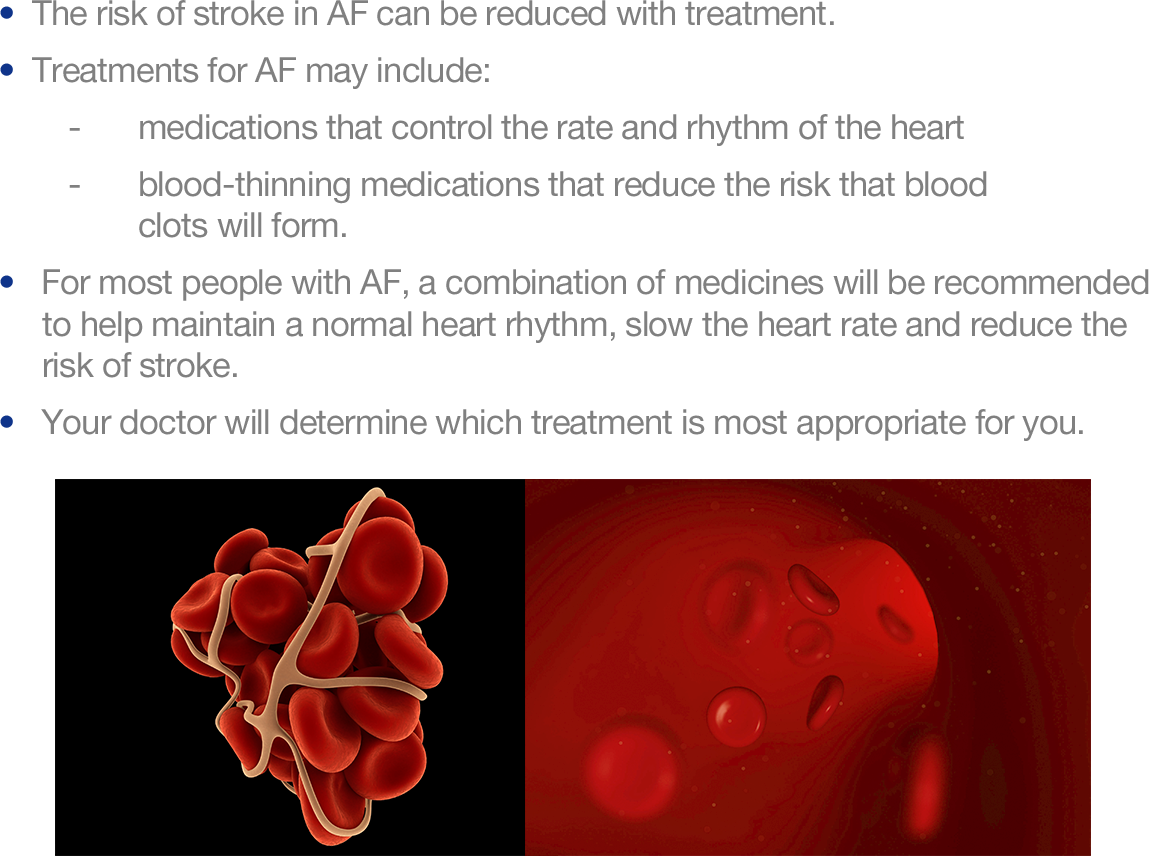 • The risk of stroke in AF can be reduced with treatment.
• Treatments for AF may include:
- medications that control the rate and rhythm of the heart
- blood-thinning medications that reduce the risk that blood
clots will form.
• For most people with AF, a combination of medicines will be recommended
to help maintain a normal heart rhythm, slow the heart rate and reduce the
risk of stroke.
• Your doctor will determine which treatment is most appropriate for you.